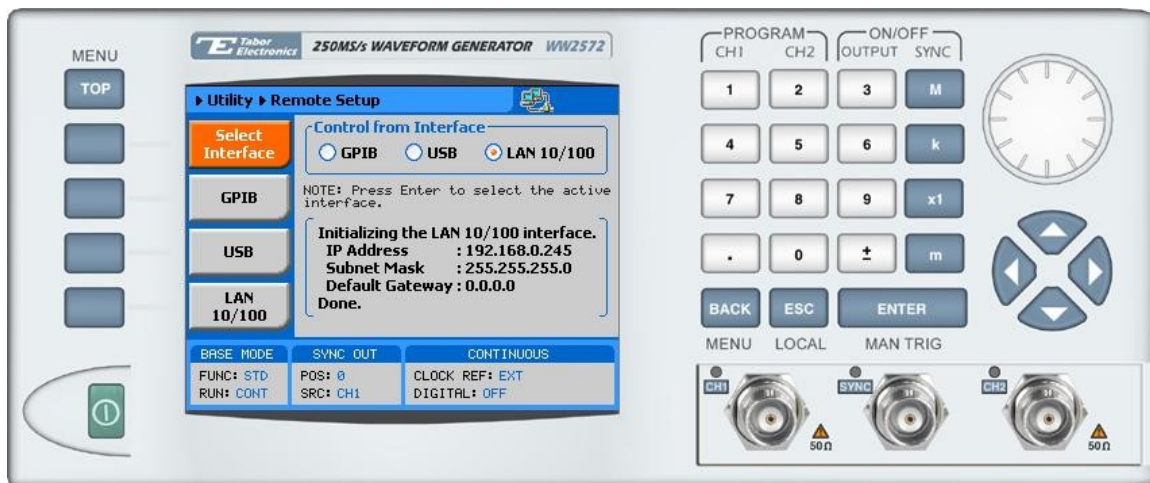 MENU
TOP
Tabor
Electronics
250MS/s WAVEFORM GENERATOR WW2572
▸ Utility ▸ Remote Setup
Select
Interface
GPIB
USB
LAN
10/100
Control from Interface
GPIB USB LAN 10/100
NOTE: Press Enter to select the active
interface.
Initializing the LAN 10/100 interface.
IP Address : 192.168.0.245
Subnet Mask : 255.255.255.0
Default Gateway : 0.0.0.0
Done.
BASE MODE
FUNC: STD
RUN: CONT
SYNC OUT
POS: 0
SRC: CH1
CONTINUOUS
CLOCK REF: EXT
DIGITAL: OFF
PROGRAM ON/OFF
CH1 CH2 OUTPUT SYNC
1 2 3 M
4 5 6 k
7 8 9 x1
. 0 ± m
BACK ESC ENTER
MENU LOCAL MAN TRIG
CH1 SYNC CH2
50Ω 50Ω